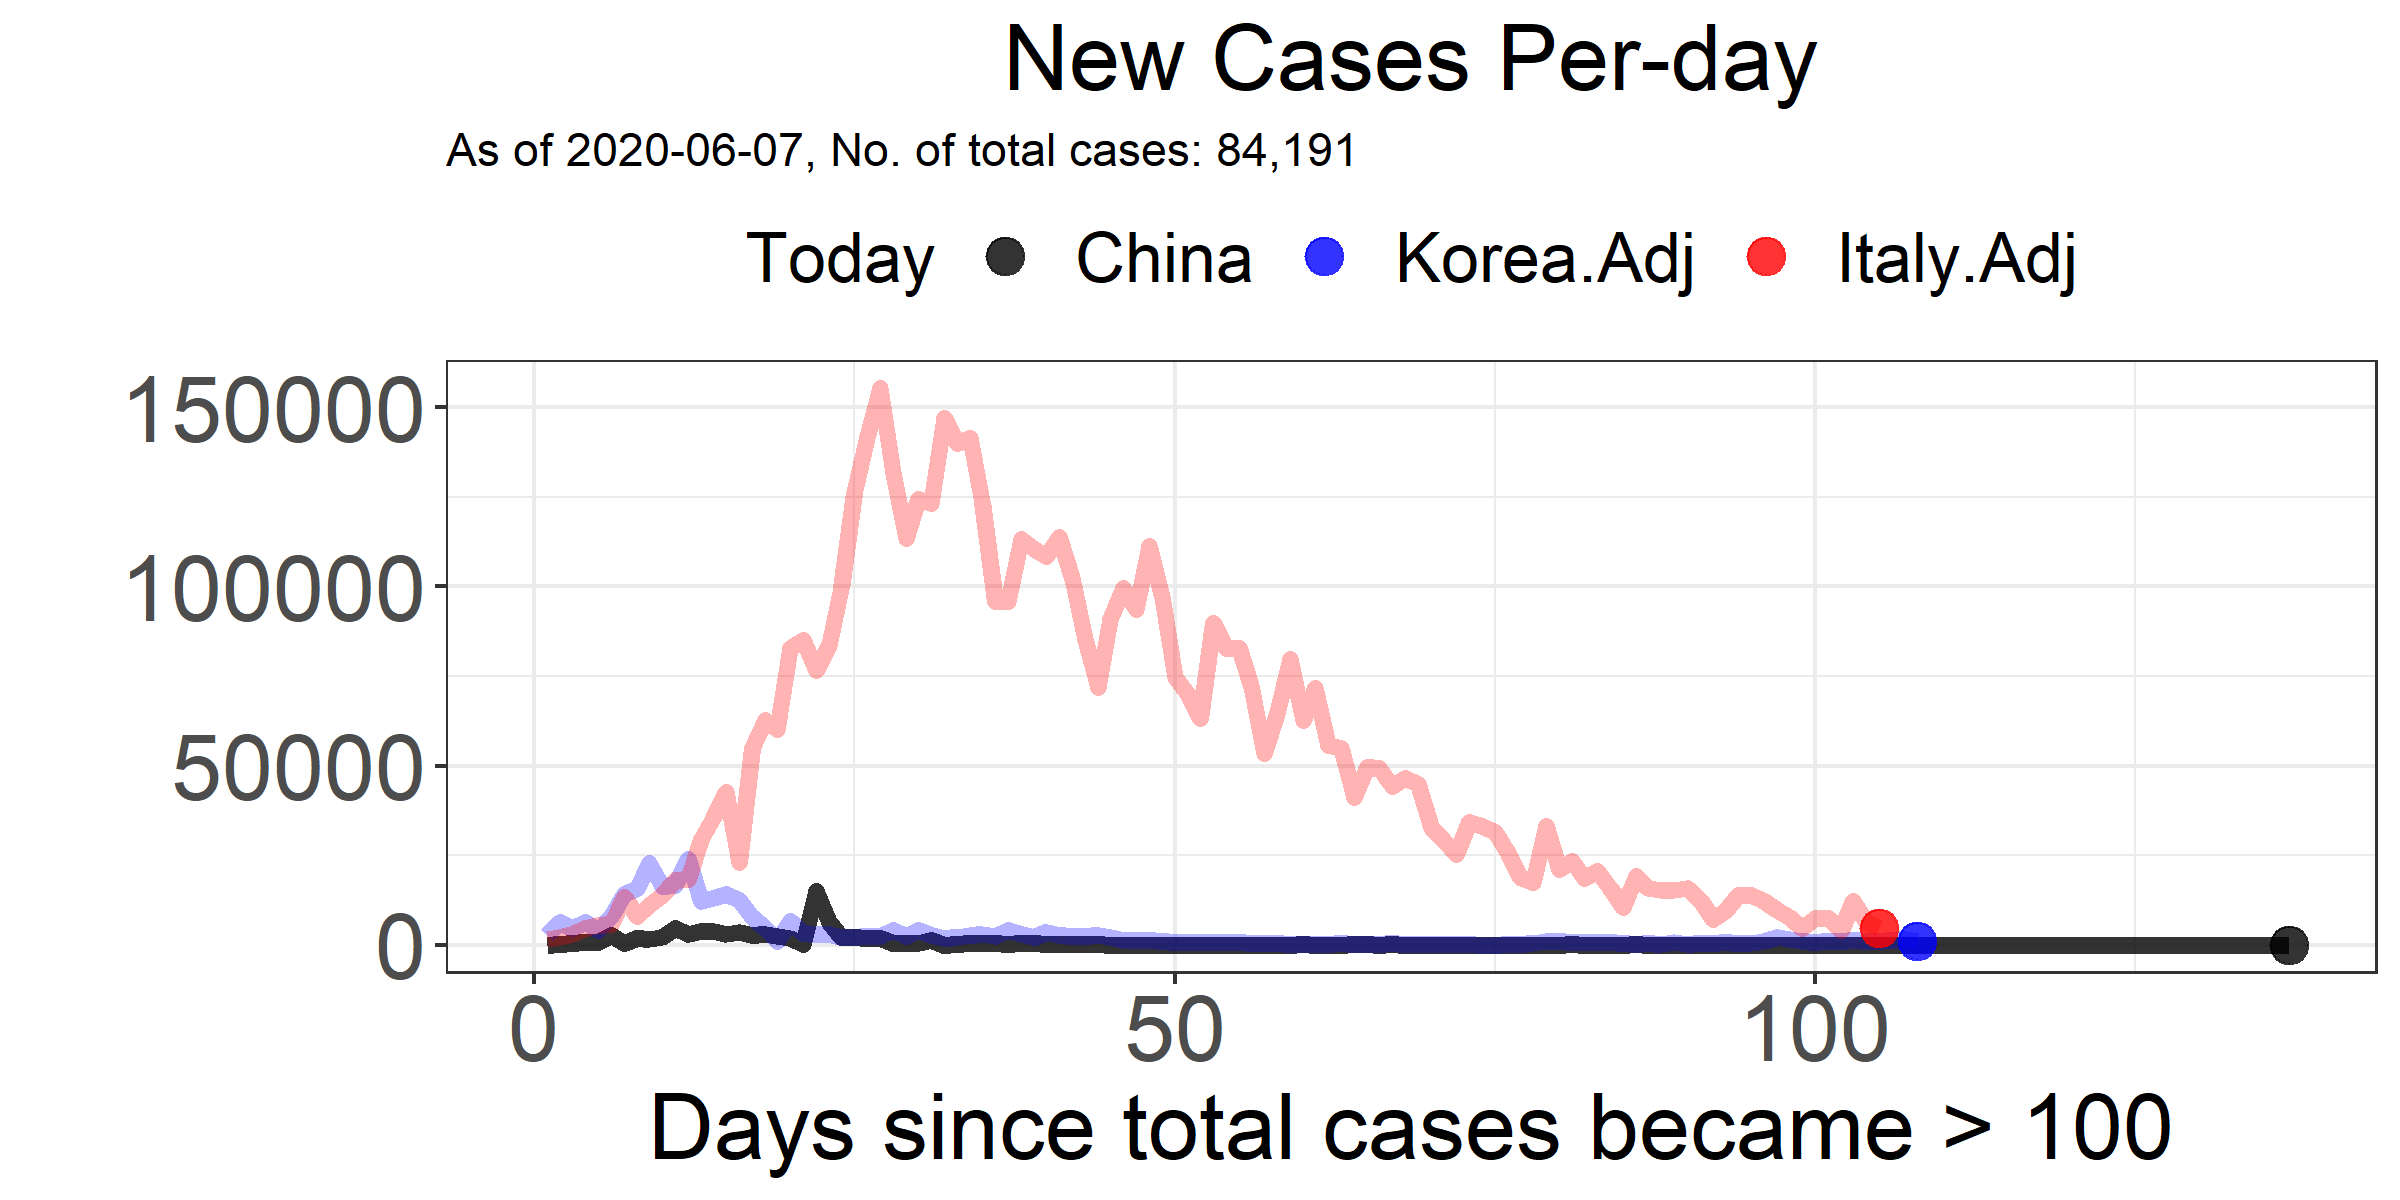 New Cases Per-day
As of 2020-06-07, No. of total cases: 84,191
Today China Korea.Adj Italy.Adj
150000
100000
50000
0
0 50 100
Days since total cases became > 100